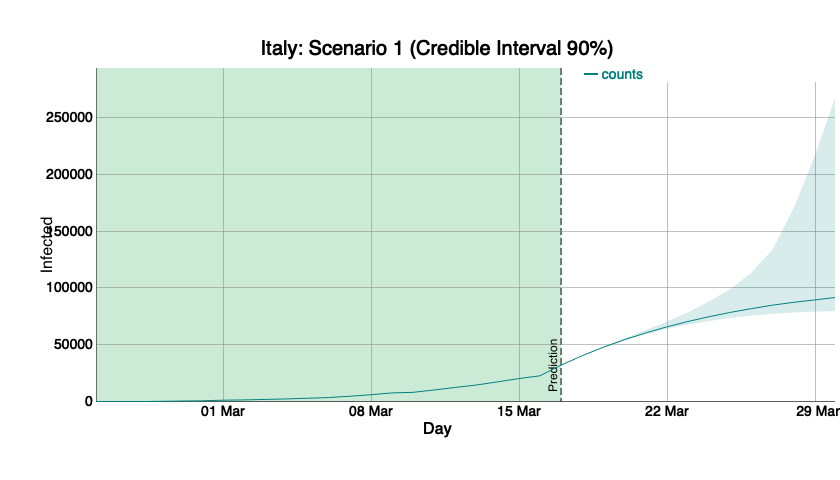 Italy: Scenario 1 (Credible Interval 90%)
counts
250000
200000
150000
100000
50000
0
Infected
Prediction
01 Mar
08 Mar
15 Mar
22 Mar
29 Mar
Day